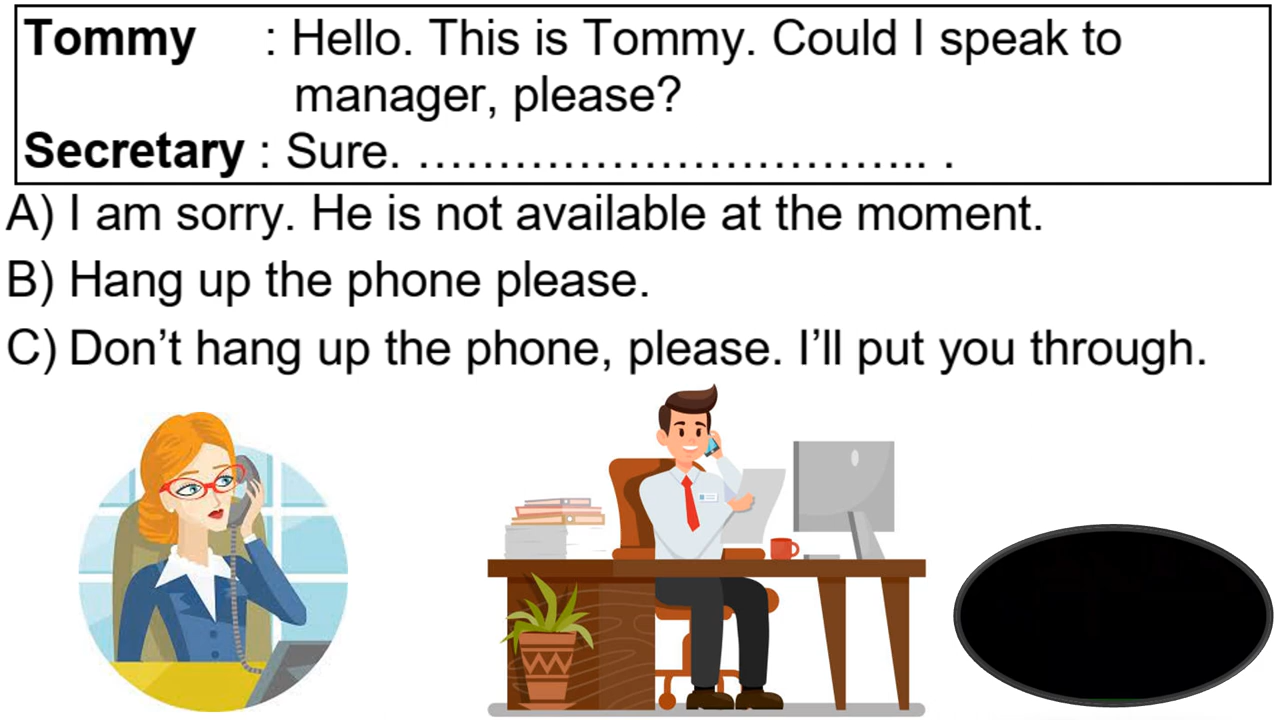 Tommy : Hello. This is Tommy. Could I speak to
manager, please?
Secretary : Sure. …………………………….. .
A) I am sorry. He is not available at the moment.
B) Hang up the phone please.
C) Don’t hang up the phone, please. I’ll put you through.